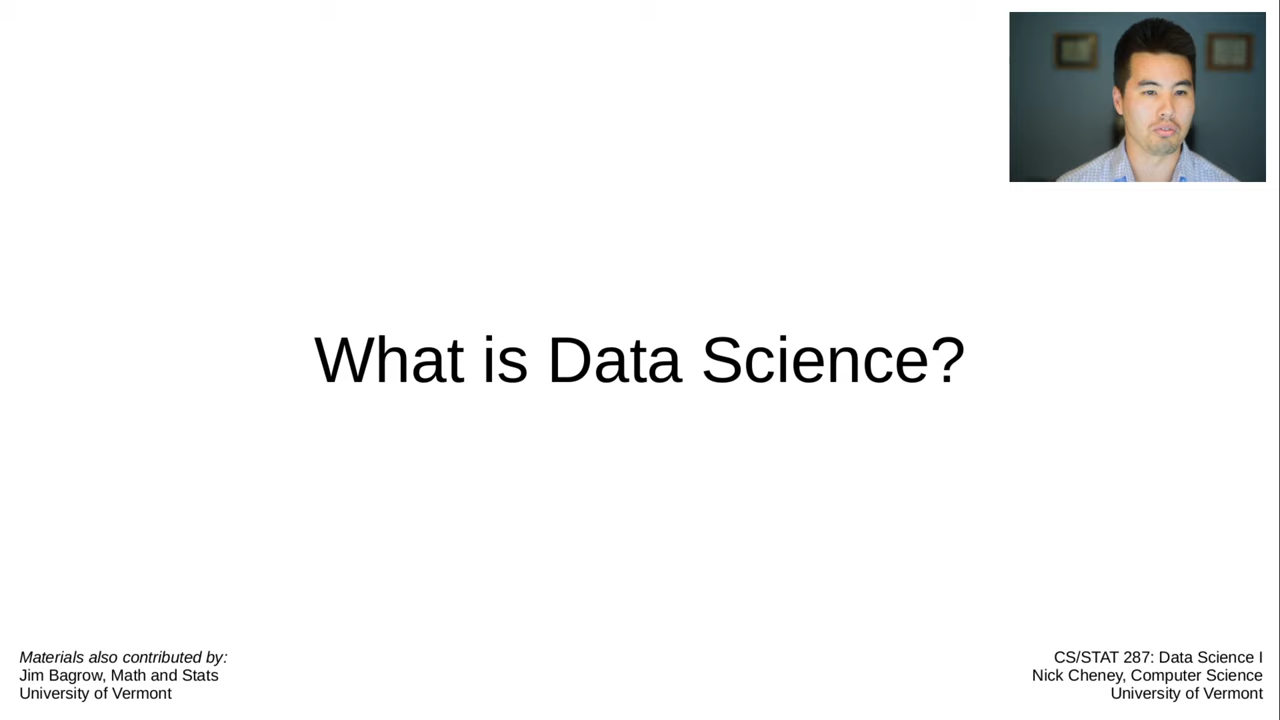 What is Data Science?
Materials also contributed by:
Jim Bagrow, Math and Stats
University of Vermont
CS/STAT 287: Data Science I
Nick Cheney, Computer Science
University of Vermont